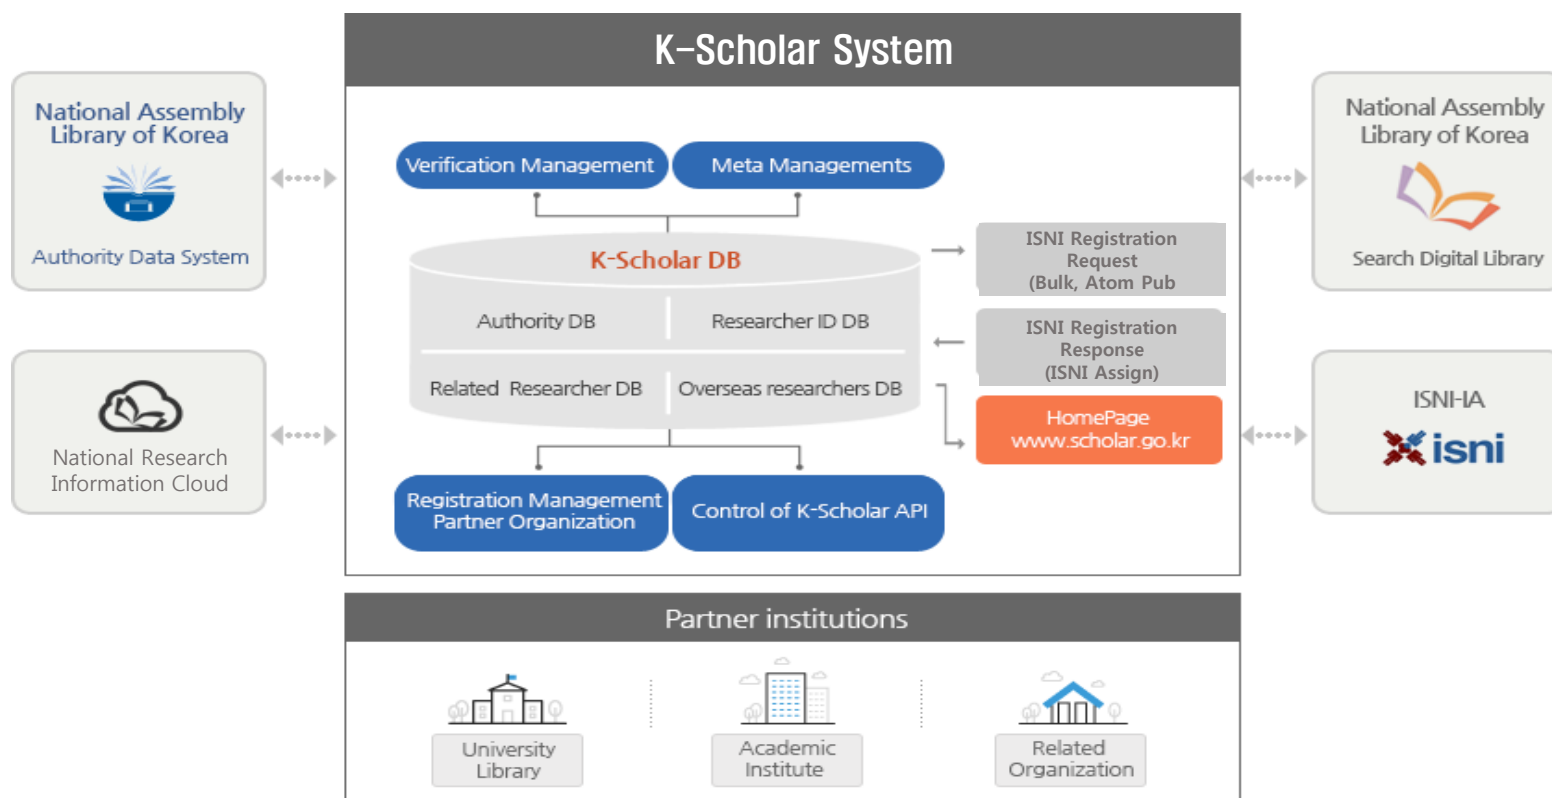 K-Scholar System
National Assembly
Library of Korea
Authority Data System
National Research
Information Cloud
Verification Management
Meta Managements
K-Scholar DB
Authority DB
Researcher ID DB
Related Researcher DB
Overseas researchers DB
Registration Management
Partner Organization
Control of K-Scholar API
ISNI Registration
Request
(Bulk, Atom Pub
ISNI Registration
Response
(ISNI Assign)
HomePage
www.scholar.go.kr
National Assembly
Library of Korea
Search Digital Library
ISNI-IA
isni
Partner institutions
University
Library
Academic
Institute
Related
Organization